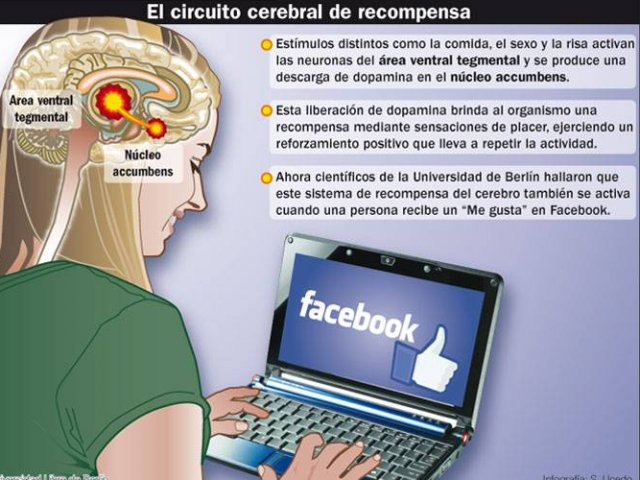 El circuito cerebral de recompensa
Estímulos distintos como la comida, el sexo y la risa activan
las neuronas del área ventral tegmental y se produce una
descarga de dopamina en el núcleo accumbens.
Area ventral
tegmental
Núcleo
accumbens
Esta liberación de dopamina brinda al organismo una
recompensa mediante sensaciones de placer, ejerciendo un
reforzamiento positivo que lleva a repetir la actividad.
Ahora científicos de la Universidad de Berlín hallaron que
este sistema de recompensa del cerebro también se activa
cuando una persona recibe un “Me gusta” en Facebook.
facebook
Infografía: S.